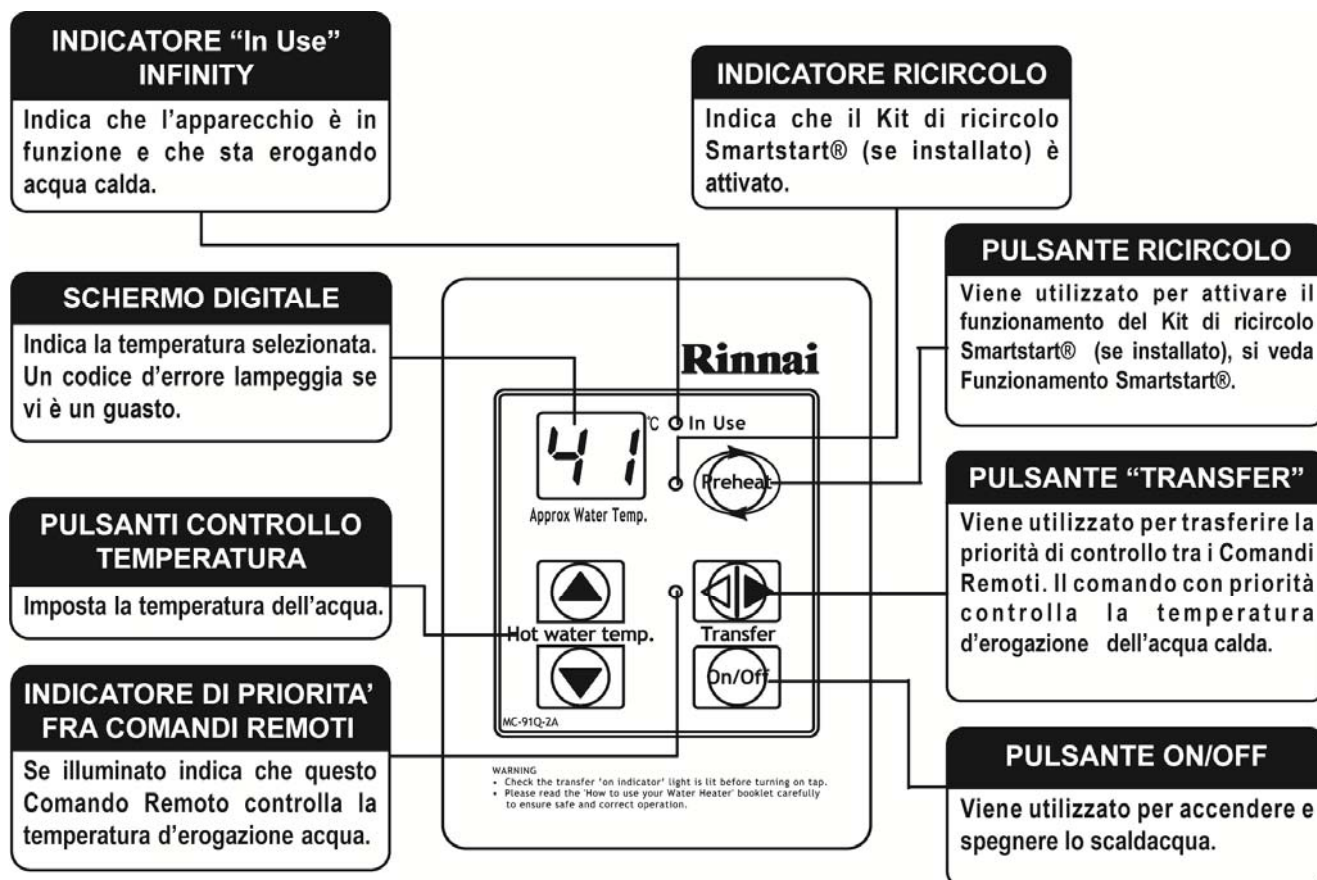 INDICATORE “In Use”
INFINITY
Indica che l’apparecchio è in
funzione e che sta erogando
acqua calda.
INDICATORE RICIRCOLO
Indica che il Kit di ricircolo
Smartstart® (se installato) è
attivato.
SCHERMO DIGITALE
Indica la temperatura selezionata.
Un codice d’errore lampeggia se
vi è un guasto.
PULSANTE RICIRCOLO
Viene utilizzato per attivare il
funzionamento del Kit di ricircolo
Smartstart® (se installato), si veda
Funzionamento Smartstart®.
PULSANTI CONTROLLO
TEMPERATURA
Imposta la temperatura dell’acqua.
PULSANTE “TRANSFER”
Viene utilizzato per trasferire la
priorità di controllo tra i Comandi
Remoti. Il comando con priorità
controlla la temperatura
d’erogazione dell’acqua calda.
INDICATORE DI PRIORITA’
FRA COMANDI REMOTI
Se illuminato indica che questo
Comando Remoto controlla la
temperatura d’erogazione acqua.
PULSANTE ON/OFF
Viene utilizzato per accendere e
spegnere lo scaldacqua.
Rinnai
41 °C In Use
Preheat
Approx Water Temp.
Hot water temp. Transfer
On/Off
MC-91Q-2A
WARNING
• Check the transfer 'on indicator' light is lit before turning on tap.
• Please read the 'How to use your Water Heater' booklet carefully
to ensure safe and correct operation.